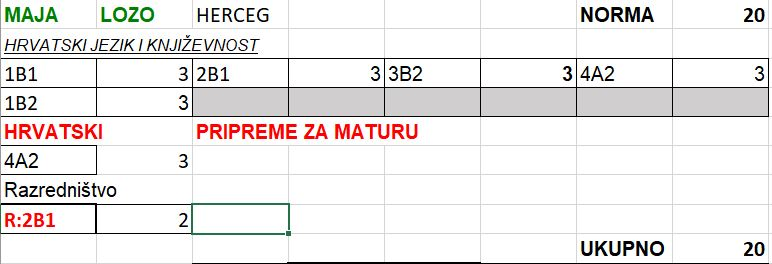 MAJA LOZO HERCEG NORMA 20
HRVATSKI JEZIK I KNJIŽEVNOST
1B1 3 2B1 3 3B2 3 4A2 3
1B2 3
HRVATSKI PRIPREME ZA MATURU
4A2 3
Razredništvo
R:2B1 2
UKUPNO 20